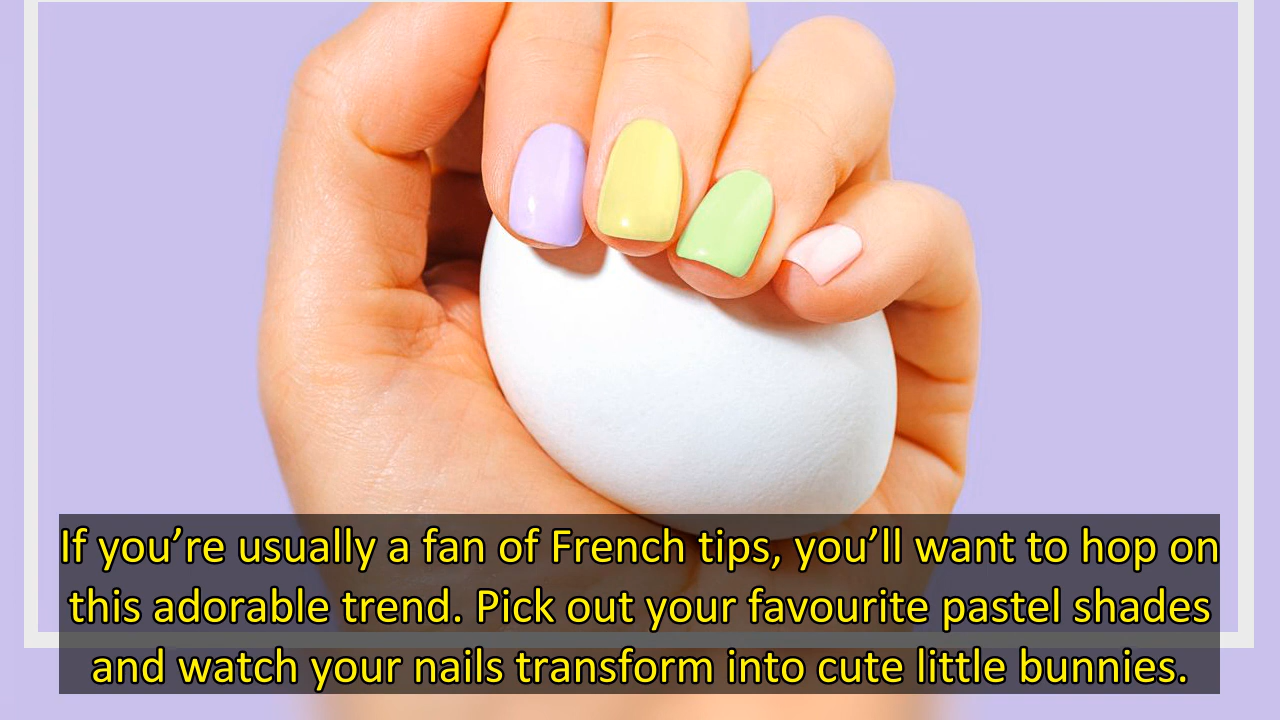 If you’re usually a fan of French tips, you’ll want to hop on
this adorable trend. Pick out your favourite pastel shades
and watch your nails transform into cute little bunnies.